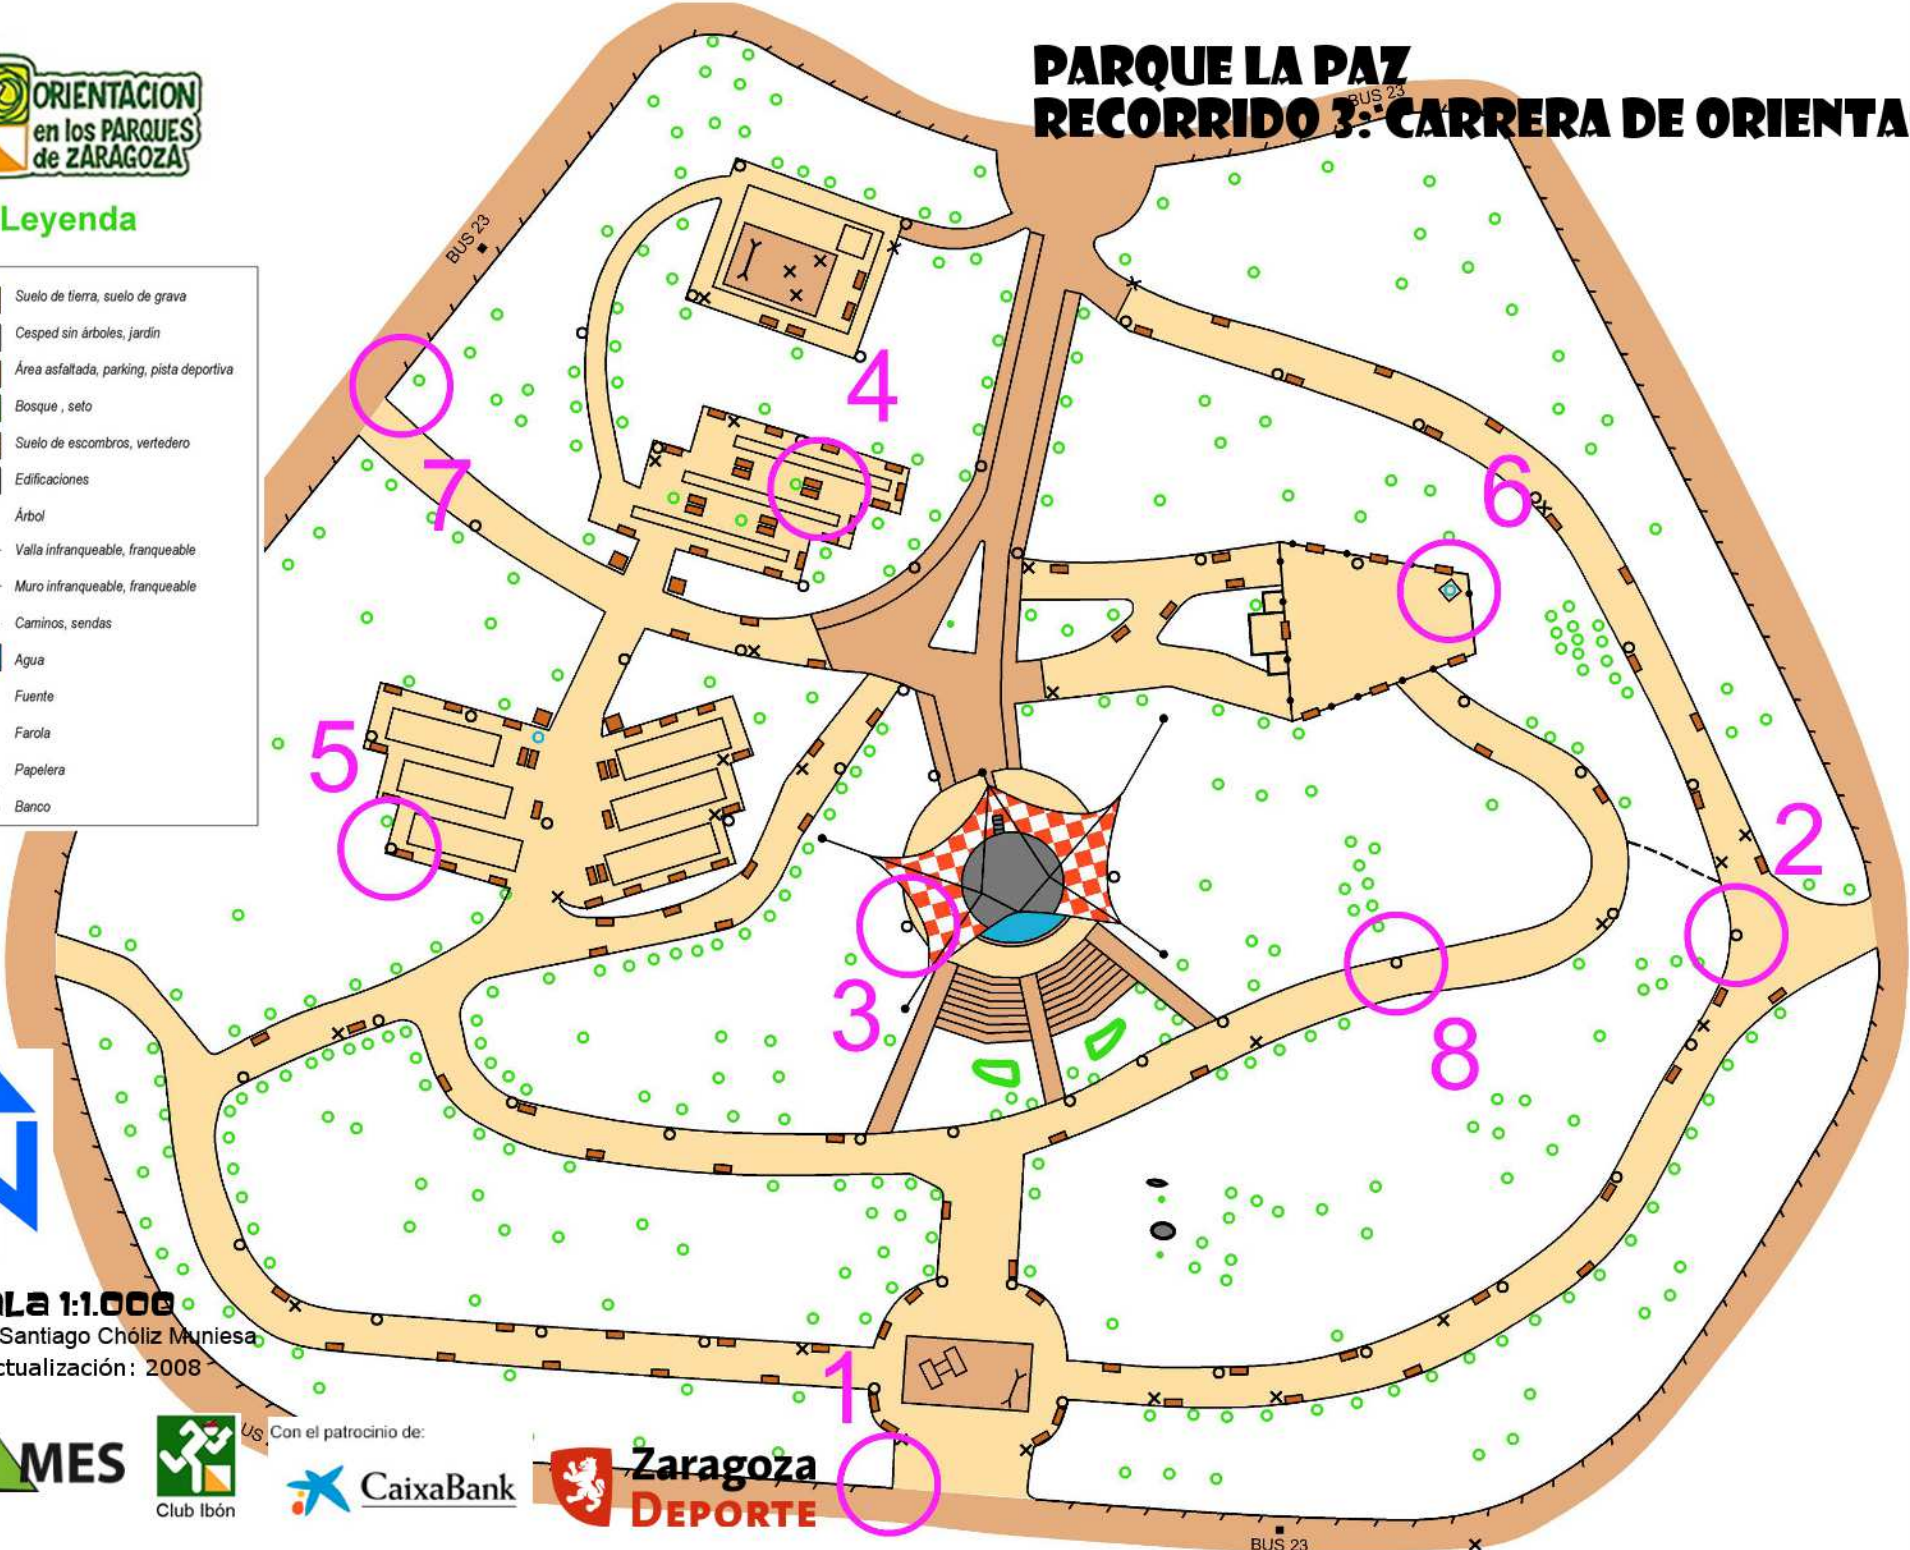 ORIENTACION
en los PARQUES
de ZARAGOZA
PARQUE LA PAZ
RECORRIDO 3: CARRERA DE ORIENTA
BUS 23
BUS 23
Leyenda
Suelo de tierra, suelo de grava
Cesped sin árboles, jardín
Área asfaltada, parking, pista deportiva
Bosque , seto
Suelo de escombros, vertedero
Edificaciones
Árbol
Valla infranqueable, franqueable
Muro infranqueable, franqueable
Caminos, sendas
Agua
Fuente
Farola
Papelera
Banco
4
7
6
5
2
3
8
1
La 1:1.000
Santiago Chóliz Muniesa
ctualización: 2008
US
MES
Club Ibón
Con el patrocinio de:
CaixaBank
Zaragoza
DEPORTE
BUS 23